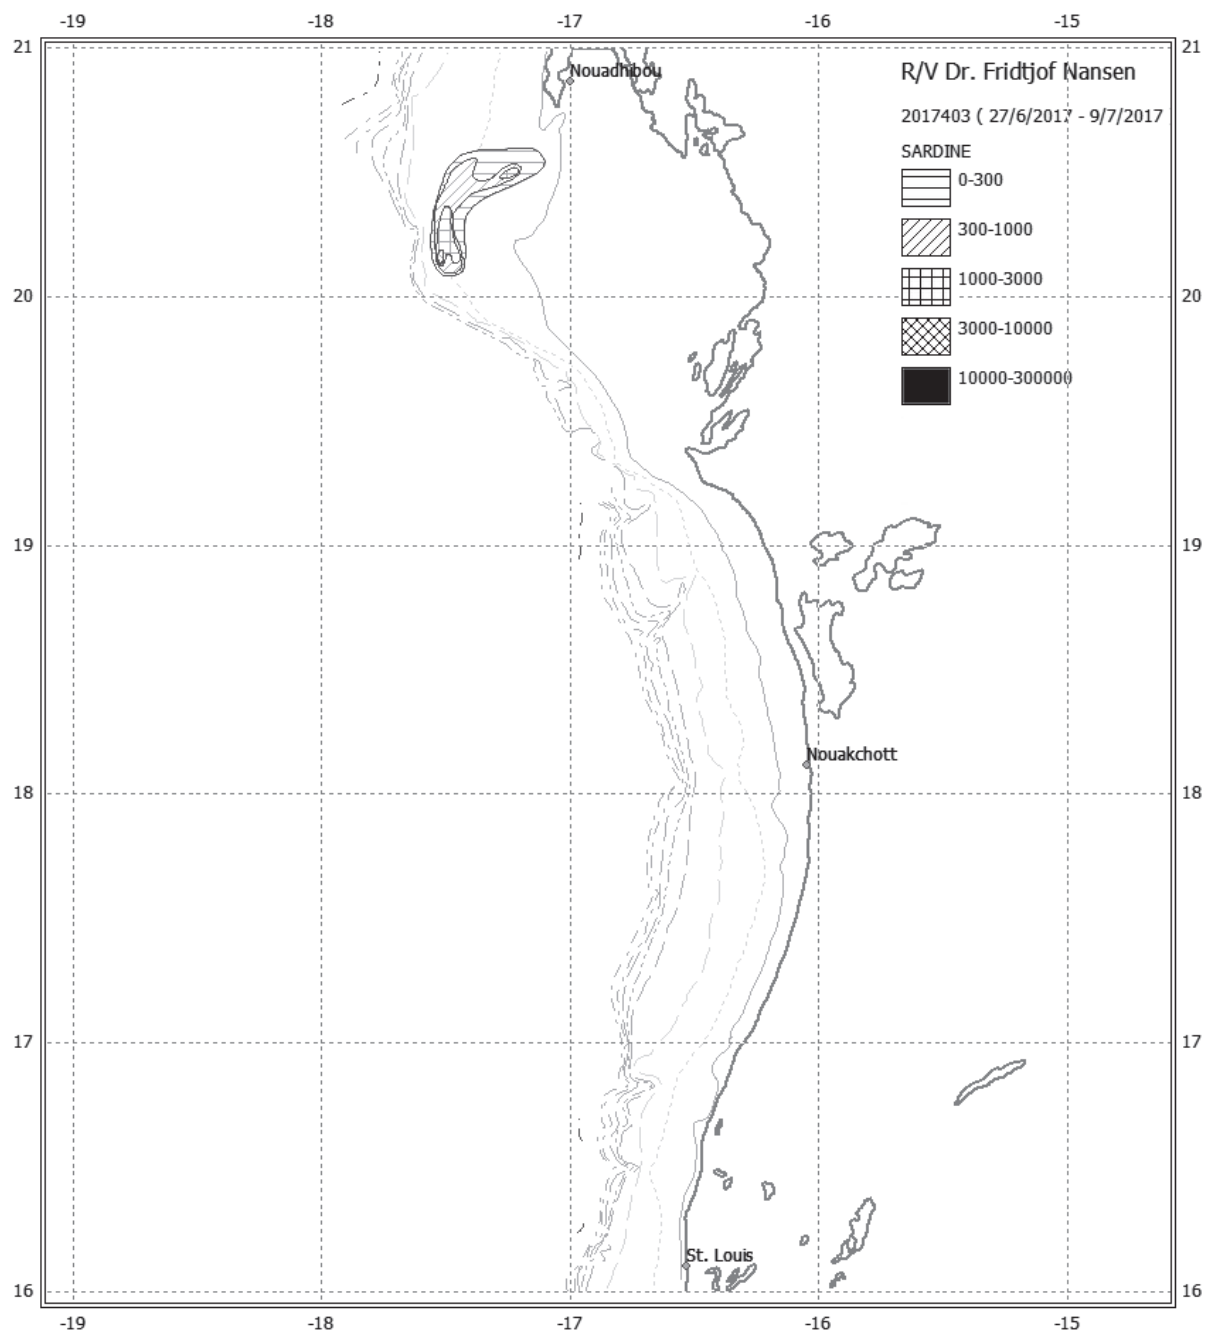 -19 -18 -17 -16 -15
21 21
R/V Dr. Fridtjof Nansen
Nouadhibou
2017403 ( 27/6/2017 - 9/7/2017
SARDINE
0-300
300-1000
1000-3000
20 20
3000-10000
10000-300000
19 19
Nouakchott
18 18
17 17
St. Louis
16 16
-19 -18 -17 -16 -15